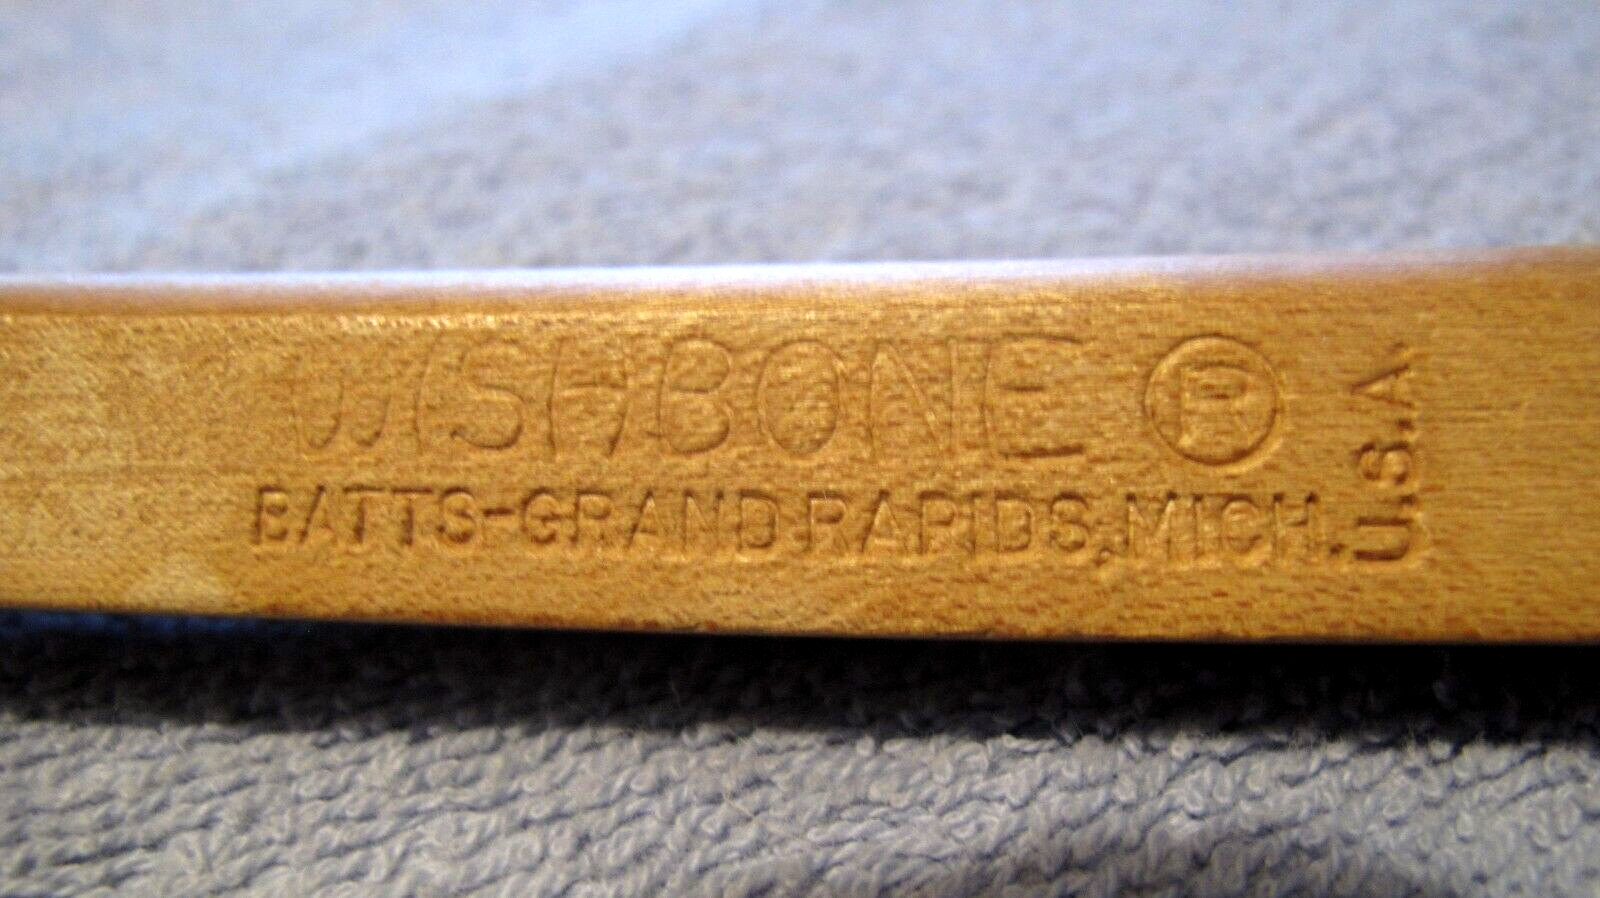 WISHBONE ®
BATTS-GRAND RAPIDS, MICH.
U.S.A.